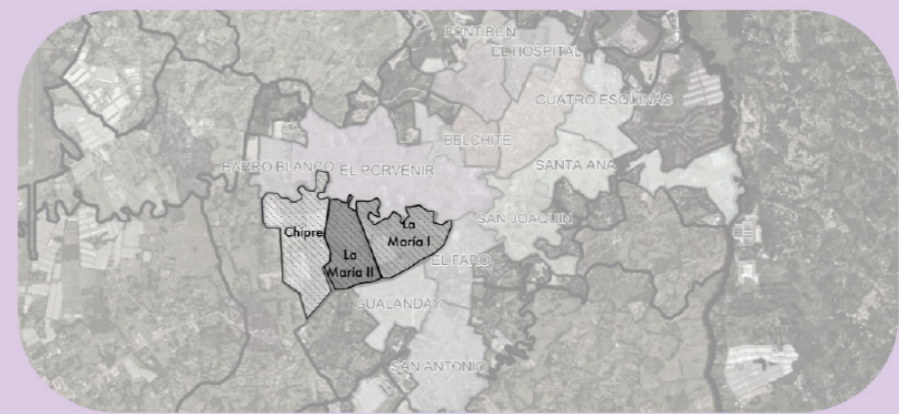 FONTIBON
EL HOSPITAL
CUATRO ESQUINAS
BELCHITE
BARRO BLANCO
EL PORVENIR
SANTA ANA
SAN JOAQUIN
Chipre
La
María I
La
María II
EL FARO
GUALANDAY
SAN ANTONIO